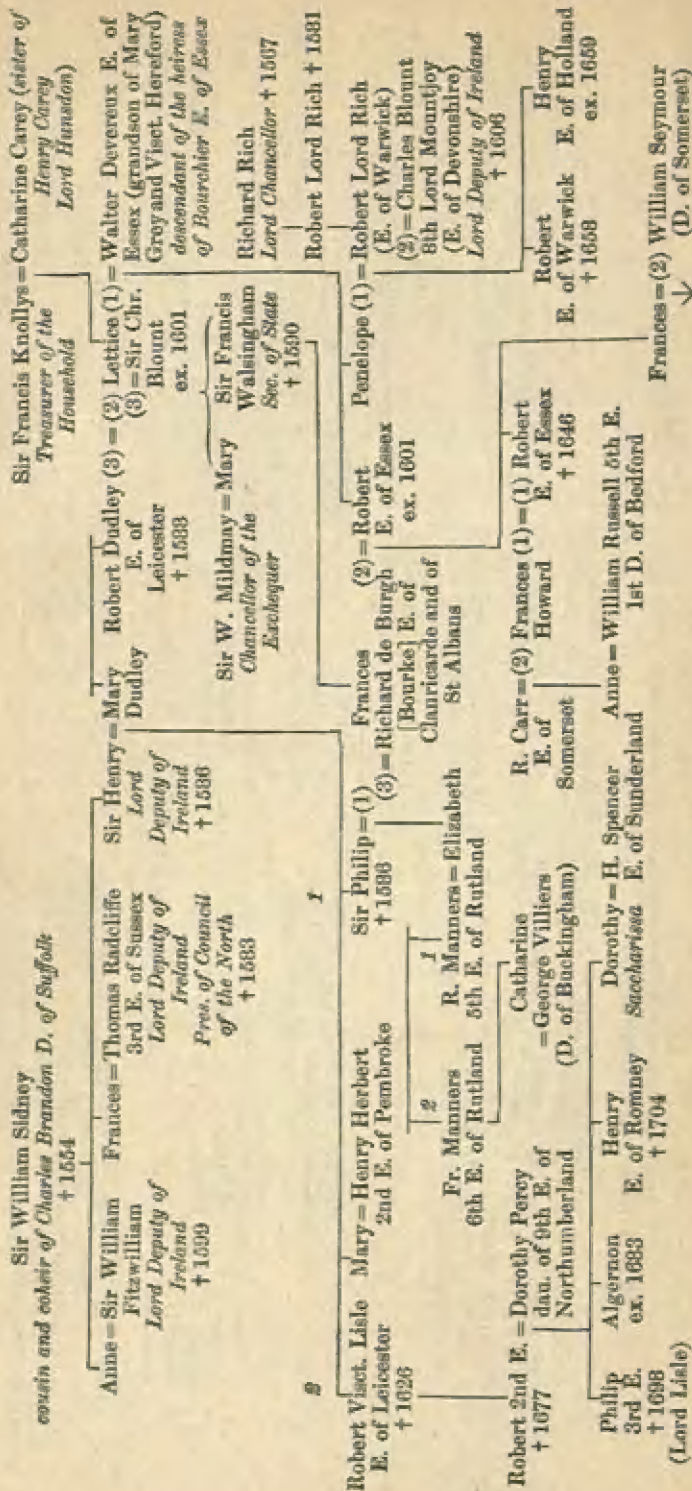 Sir William Sidney
cousin and coheir of Charles Brandon D. of Suffolk
† 1554
Sir Francis Knollys = Catharine Carey (sister of
Treasurer of the
Household
Henry Carey
Lord Hunsdon)
Anne = Sir William
Fitzwilliam
Lord Deputy of
Ireland
† 1599
Frances = Thomas Radcliffe
3rd E. of Sussex
Lord Deputy of
Ireland
Pres. of Council
of the North
† 1583
Sir Henry = Mary
Lord
Deputy of
Ireland
† 1586
Dudley
Robert Dudley (3) = (2) Lettice (1) = Walter Devereux E. of
E. of
Leicester
† 1588
(3) = Sir Chr.
Blount
ex. 1601
Essex (grandson of Mary
Grey and Visct. Hereford)
descendant of the heiress
of Bourchier E. of Essex
Sir W. Mildmay = Mary
Chancellor of the
Exchequer
Sir Francis
Walsingham
Sec. of State
† 1590
Richard Rich
Lord Chancellor † 1567
Robert Lord Rich † 1581
2
1
Robert Visct. Lisle
E. of Leicester
† 1626
Mary = Henry Herbert
2nd E. of Pembroke
Sir Philip = (1)
† 1586
Frances
(2) = Robert
E. of Essex
ex. 1601
(3) = Richard de Burgh
[Bourke] E. of
Clanricarde and of
St Albans
Penelope (1) = Robert Lord Rich
(E. of Warwick)
(2) = Charles Blount
8th Lord Mountjoy
(E. of Devonshire)
Lord Deputy of Ireland
† 1606
2
1
Fr. Manners
6th E. of Rutland
R. Manners = Elizabeth
5th E. of Rutland
Robert
E. of Warwick
† 1658
Henry
E. of Holland
ex. 1659
Catharine
= George Villiers
(D. of Buckingham)
R. Carr = (2) Frances (1) = (1) Robert
E. of
Somerset
Howard
E. of Essex
† 1646
Frances = (2) William Seymour
(D. of Somerset)
Robert 2nd E. = Dorothy Percy
† 1677
dau. of 9th E. of
Northumberland
Anne = William Russell 5th E.
1st D. of Bedford
Philip
3rd E.
† 1698
(Lord Lisle)
Algernon
ex. 1683
Henry
E. of Romney
† 1704
Dorothy = H. Spencer
Saccharissa
E. of Sunderland